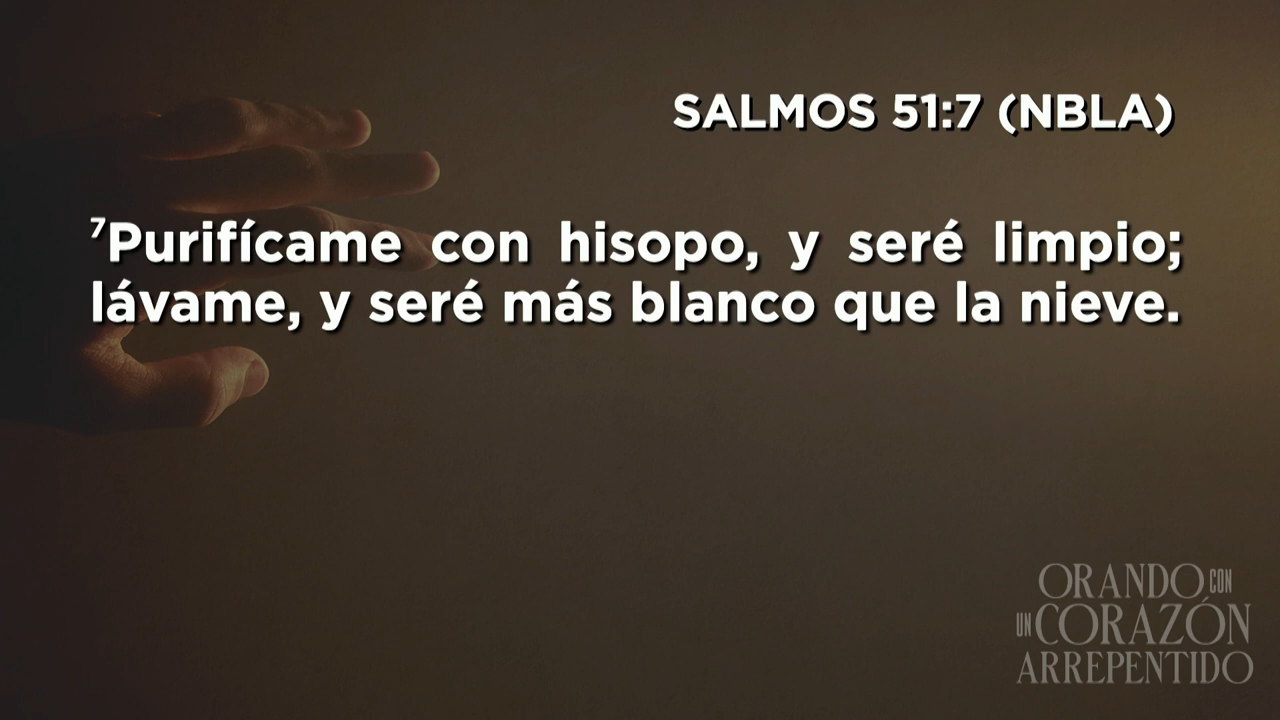 SALMOS 51:7 (NBLA)
⁷Purifícame con hisopo, y seré limpio;
lávame, y seré más blanco que la nieve.
ORANDO CON
UN CORAZÓN
ARREPENTIDO